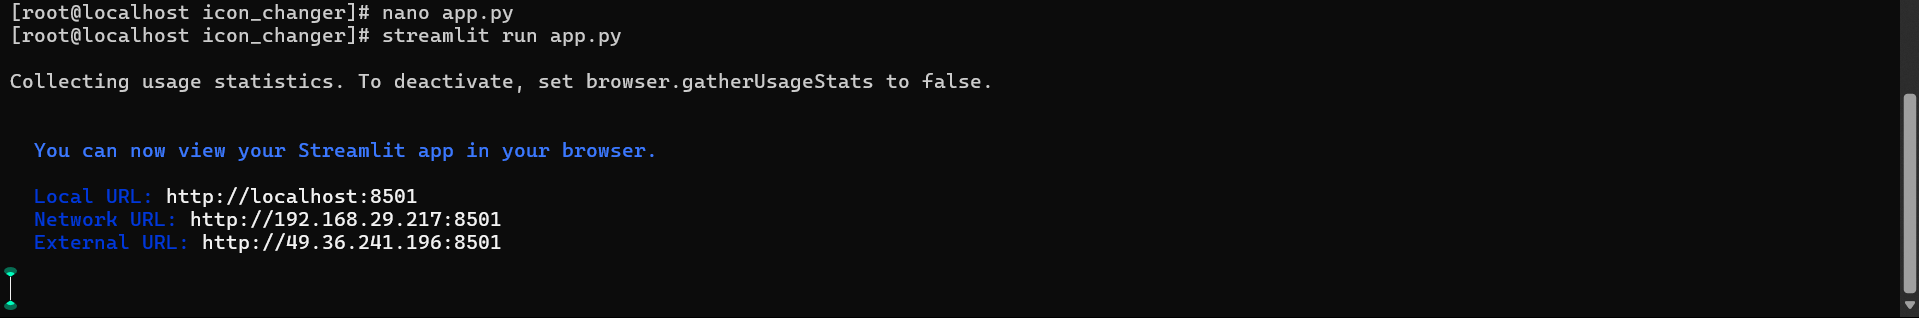 [root@localhost icon_changer]# nano app.py
[root@localhost icon_changer]# streamlit run app.py
Collecting usage statistics. To deactivate, set browser.gatherUsageStats to false.
You can now view your Streamlit app in your browser.
Local URL: http://localhost:8501
Network URL: http://192.168.29.217:8501
External URL: http://49.36.241.196:8501